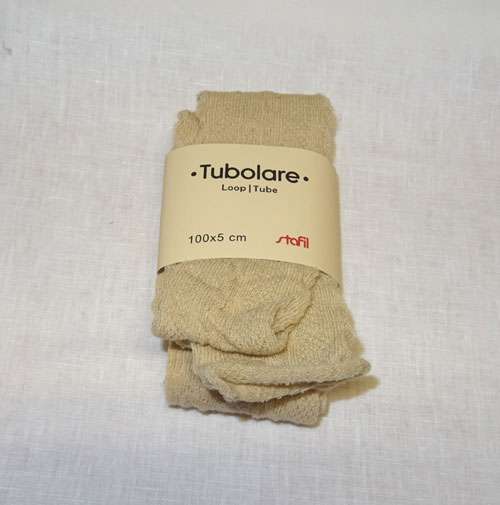 •Tubolare•
Loop|Tube
100x5 cm
stafil